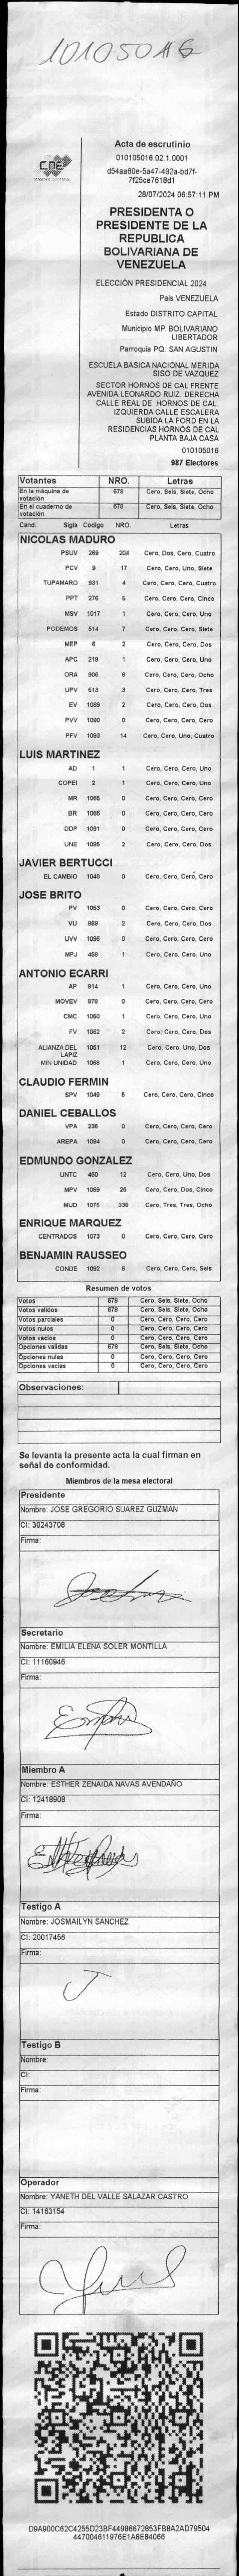 101050116
CNE
Acta de escrutinio
010105016.02.1.0001
d54aa60e-5a47-492a-bd7f-
7f25ce7618d1
28/07/2024 06:57:11 PM
PRESIDENTA O
PRESIDENTE DE LA
REPUBLICA
BOLIVARIANA DE
VENEZUELA
ELECCIÓN PRESIDENCIAL 2024
País VENEZUELA
Estado DISTRITO CAPITAL
Municipio MP. BOLIVARIANO
LIBERTADOR
Parroquia PQ. SAN AGUSTIN
ESCUELA BASICA NACIONAL MERIDA
SISO DE VAZQUEZ
SECTOR HORNOS DE CAL FRENTE
AVENIDA LEONARDO RUIZ. DERECHA
CALLE REAL DE HORNOS DE CAL.
IZQUIERDA CALLE ESCALERA
SUBIDA LA FORD EN LA
RESIDENCIAS HORNOS DE CAL
PLANTA BAJA CASA
010105016
987 Electores
Votantes NRO. Letras
En la máquina de votación 678 Cero, Seis, Siete, Ocho
En el cuaderno de votación 678 Cero, Seis, Siete, Ocho
Cand. Sigla Código NRO. Letras
NICOLAS MADURO
PSUV 269 204 Cero, Dos, Cero, Cuatro
PCV 9 17 Cero, Cero, Uno, Siete
TUPAMARO 931 4 Cero, Cero, Cero, Cuatro
PPT 276 5 Cero, Cero, Cero, Cinco
MSV 1017 1 Cero, Cero, Cero, Uno
PODEMOS 514 7 Cero, Cero, Cero, Siete
MEP 6 2 Cero, Cero, Cero, Dos
APC 219 1 Cero, Cero, Cero, Uno
ORA 906 8 Cero, Cero, Cero, Ocho
UPV 513 3 Cero, Cero, Cero, Tres
EV 1089 2 Cero, Cero, Cero, Dos
PVV 1090 0 Cero, Cero, Cero, Cero
PFV 1093 14 Cero, Cero, Uno, Cuatro
LUIS MARTINEZ
AD 1 1 Cero, Cero, Cero, Uno
COPEI 2 1 Cero, Cero, Cero, Uno
MR 1065 0 Cero, Cero, Cero, Cero
BR 1066 0 Cero, Cero, Cero, Cero
DDP 1091 0 Cero, Cero, Cero, Cero
UNE 1095 2 Cero, Cero, Cero, Dos
JAVIER BERTUCCI
EL CAMBIO 1048 0 Cero, Cero, Cero, Cero
JOSE BRITO
PV 1053 0 Cero, Cero, Cero, Cero
VU 969 2 Cero, Cero, Cero, Dos
UVV 1096 0 Cero, Cero, Cero, Cero
MPJ 458 1 Cero, Cero, Cero, Uno
ANTONIO ECARRI
AP 814 1 Cero, Cero, Cero, Uno
MOVEV 878 0 Cero, Cero, Cero, Cero
CMC 1050 1 Cero, Cero, Cero, Uno
FV 1062 2 Cero, Cero, Cero, Dos
ALIANZA DEL LAPIZ 1051 12 Cero, Cero, Uno, Dos
MIN UNIDAD 1068 1 Cero, Cero, Cero, Uno
CLAUDIO FERMIN
SPV 1049 5 Cero, Cero, Cero, Cinco
DANIEL CEBALLOS
VPA 236 0 Cero, Cero, Cero, Cero
AREPA 1094 0 Cero, Cero, Cero, Cero
EDMUNDO GONZALEZ
UNTC 460 12 Cero, Cero, Uno, Dos
MPV 1069 25 Cero, Cero, Dos, Cinco
MUD 1075 338 Cero, Tres, Tres, Ocho
ENRIQUE MARQUEZ
CENTRADOS 1073 0 Cero, Cero, Cero, Cero
BENJAMIN RAUSSEO
CONDE 1092 6 Cero, Cero, Cero, Seis
Resumen de votos
Votos 678 Cero, Seis, Siete, Ocho
Votos validos 678 Cero, Seis, Siete, Ocho
Votos parciales 0 Cero, Cero, Cero, Cero
Votos nulos 0 Cero, Cero, Cero, Cero
Votos vacios 0 Cero, Cero, Cero, Cero
Opciones validas 678 Cero, Seis, Siete, Ocho
Opciones nulas 0 Cero, Cero, Cero, Cero
Opciones vacias 0 Cero, Cero, Cero, Cero
Observaciones:
Se levanta la presente acta la cual firman en
señal de conformidad.
Miembros de la mesa electoral
Presidente
Nombre: JOSE GREGORIO SUAREZ GUZMAN
CI: 30243708
Firma:
Secretario
Nombre: EMILIA ELENA SOLER MONTILLA
CI: 11160946
Firma:
Miembro A
Nombre: ESTHER ZENAIDA NAVAS AVENDAÑO
CI: 12418908
Firma:
Testigo A
Nombre: JOSMAILYN SANCHEZ
CI: 20017456
Firma:
Testigo B
Nombre:
CI:
Firma:
Operador
Nombre: YANETH DEL VALLE SALAZAR CASTRO
CI: 14163154
Firma:
D9A900C62C4255D23BF44986672853FB8A2AD79504
447004611976E1A8E84066